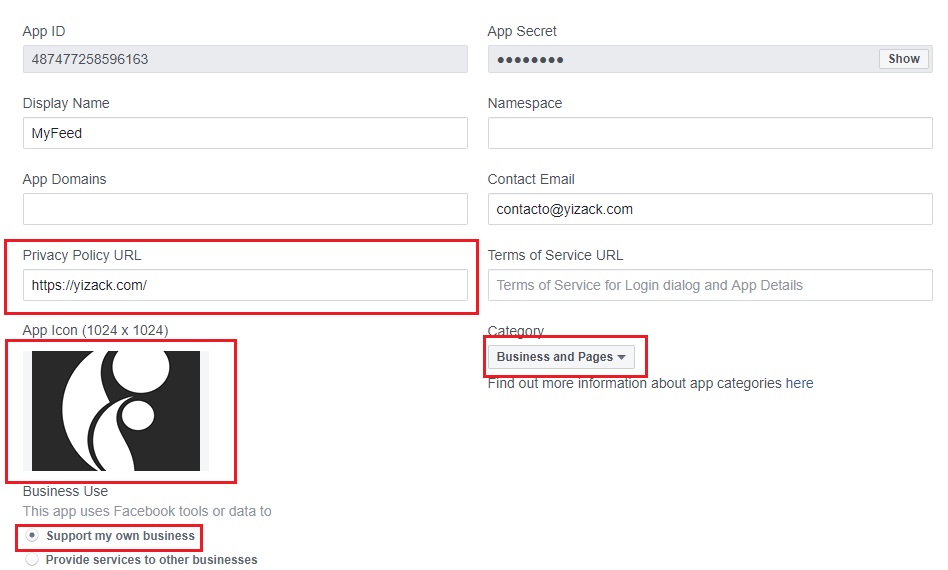 App ID
App Secret
487477258596163
●●●●●●●●
Show
Display Name
Namespace
MyFeed
App Domains
Contact Email
contacto@yizack.com
Privacy Policy URL
Terms of Service URL
https://yizack.com/
Terms of Service for Login dialog and App Details
App Icon (1024 x 1024)
Category
Business and Pages
Find out more information about app categories here
Business Use
This app uses Facebook tools or data to
Support my own business
Provide services to other businesses